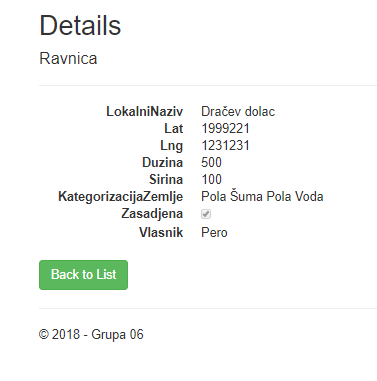 Details
Ravnica
LokalniNaziv Dračev dolac
Lat 1999221
Lng 1231231
Duzina 500
Sirina 100
KategorizacijaZemlje Pola Šuma Pola Voda
Zasadjena
Vlasnik Pero
Back to List
© 2018 - Grupa 06